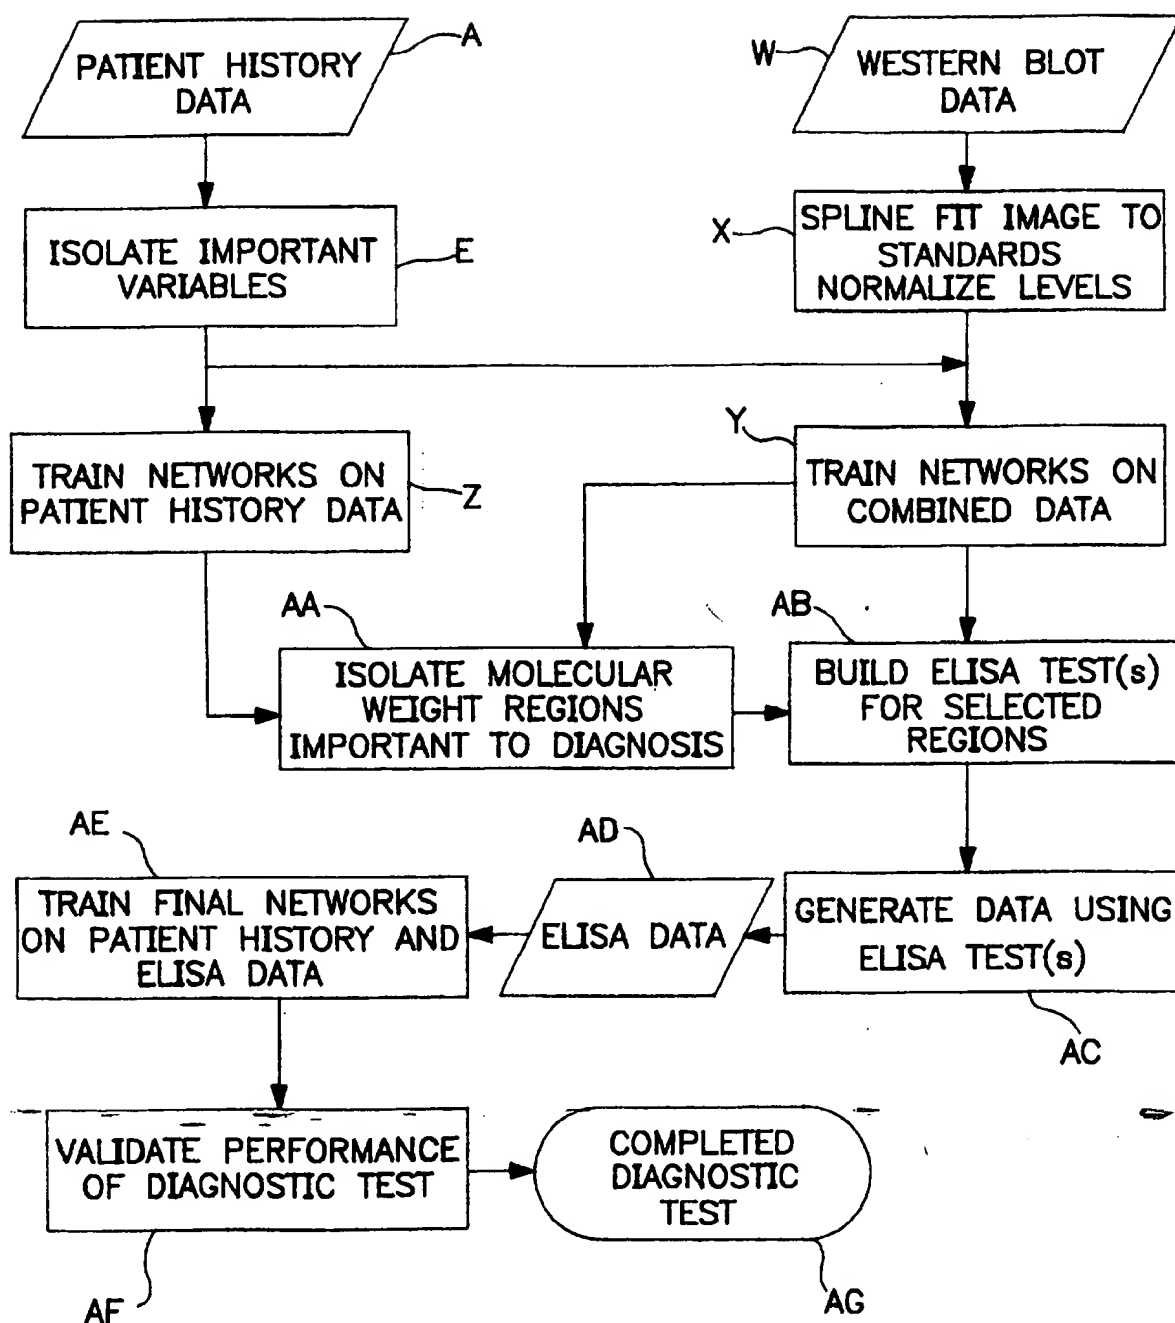 A
PATIENT HISTORY
DATA
W
WESTERN BLOT
DATA
ISOLATE IMPORTANT
VARIABLES
E
X
SPLINE FIT IMAGE TO
STANDARDS
NORMALIZE LEVELS
TRAIN NETWORKS ON
PATIENT HISTORY DATA
Z
Y
TRAIN NETWORKS ON
COMBINED DATA
AA
ISOLATE MOLECULAR
WEIGHT REGIONS
IMPORTANT TO DIAGNOSIS
AB
BUILD ELISA TEST(s)
FOR SELECTED
REGIONS
AE
TRAIN FINAL NETWORKS
ON PATIENT HISTORY AND
ELISA DATA
AD
ELISA DATA
GENERATE DATA USING
ELISA TEST(s)
AC
VALIDATE PERFORMANCE
OF DIAGNOSTIC TEST
AF
COMPLETED
DIAGNOSTIC
TEST
AG